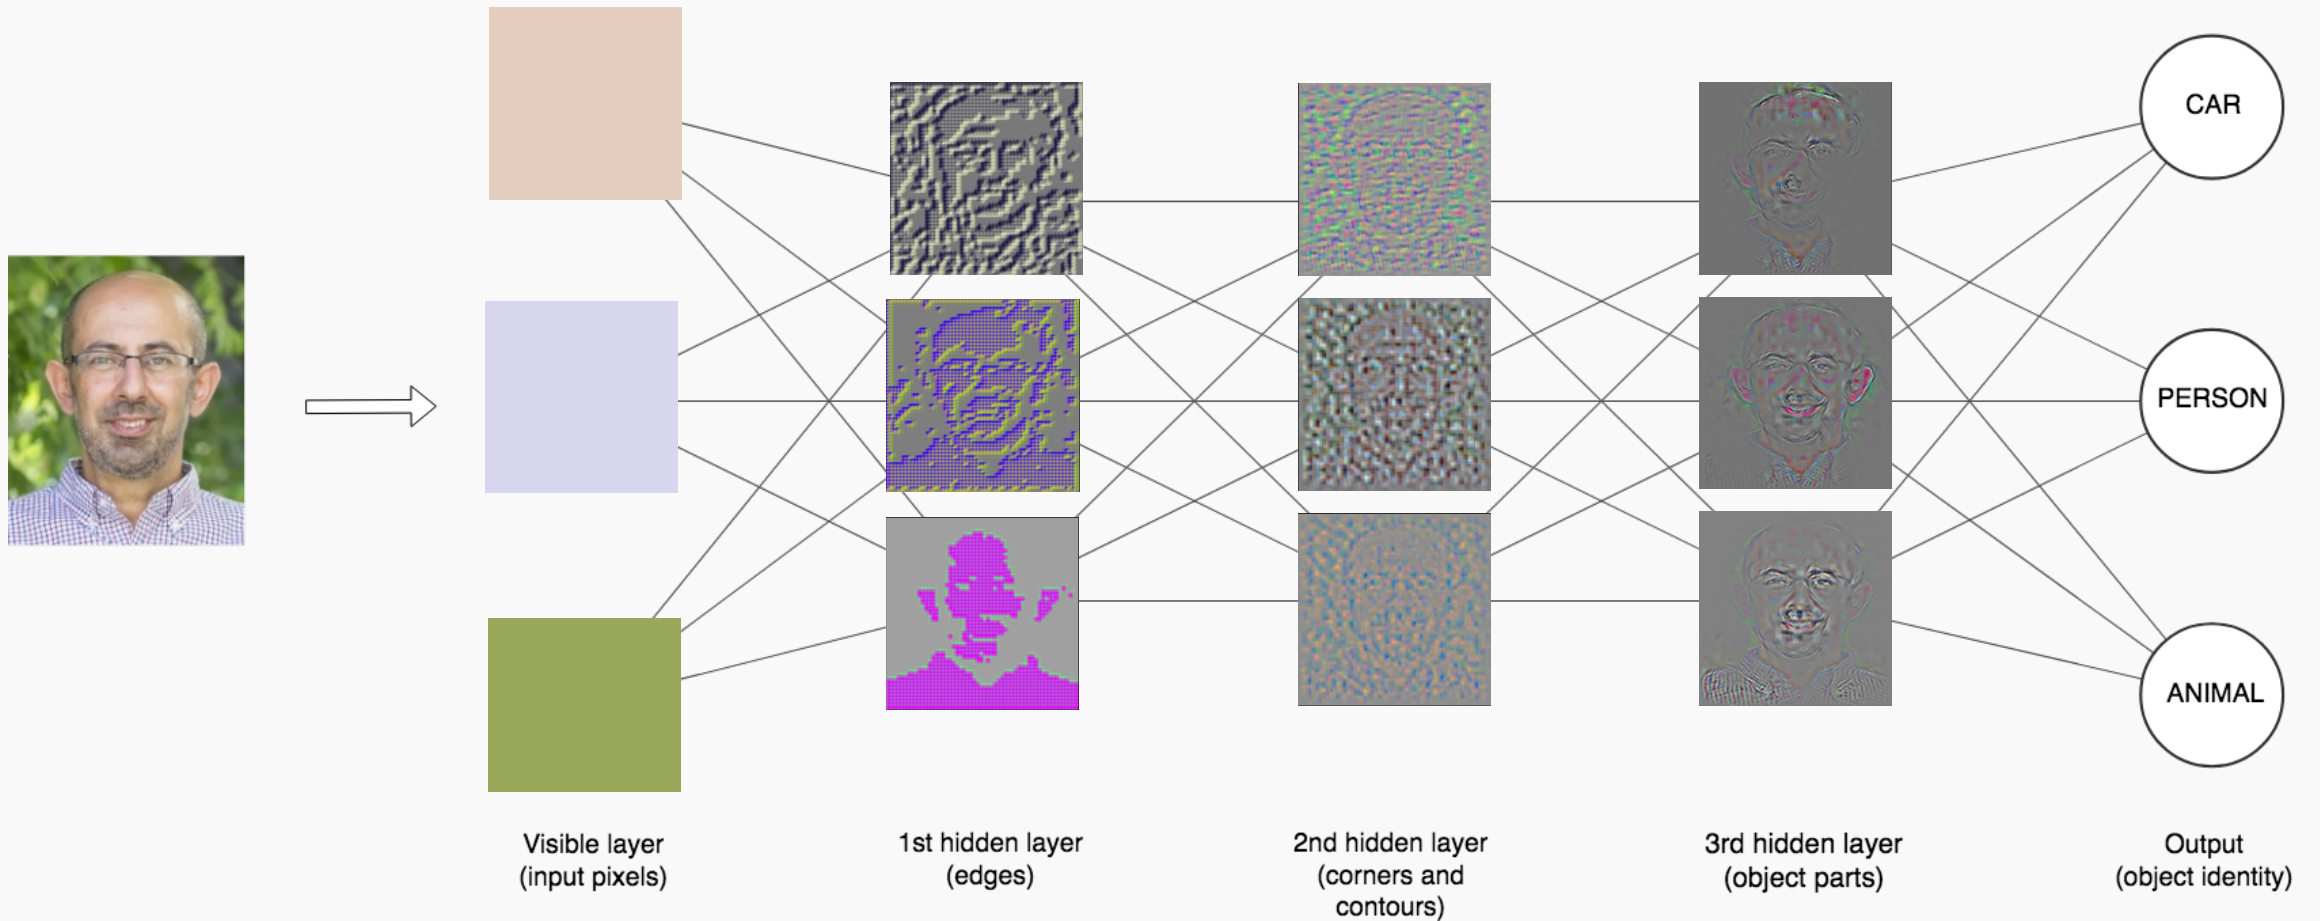 CAR
PERSON
ANIMAL
Visible layer
(input pixels)
1st hidden layer
(edges)
2nd hidden layer
(corners and
contours)
3rd hidden layer
(object parts)
Output
(object identity)